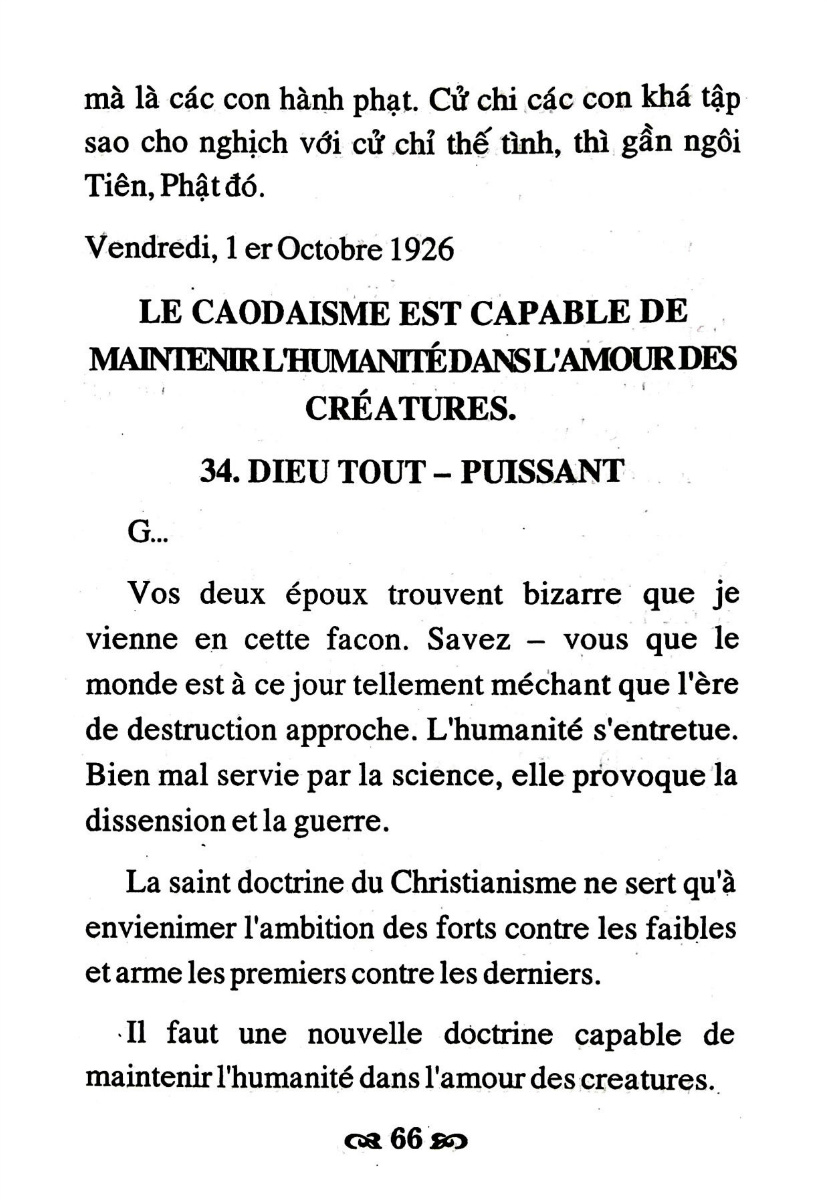 mà là các con hành phạt. Cử chi các con khá tập
sao cho nghịch với cử chỉ thế tình, thì gần ngôi
Tiên, Phật đó.
Vendredi, 1 er Octobre 1926
LE CAODAISME EST CAPABLE DE
MAINTENIR L'HUMANITÉ DANS L'AMOUR DES
CRÉATURES.
34. DIEU TOUT – PUISSANT
G...
Vos deux époux trouvent bizarre que je
vienne en cette facon. Savez – vous que le
monde est à ce jour tellement méchant que l'ère
de destruction approche. L'humanité s'entretue.
Bien mal servie par la science, elle provoque la
dissension et la guerre.
La saint doctrine du Christianisme ne sert qu'à
envienimer l'ambition des forts contre les faibles
et arme les premiers contre les derniers.
Il faut une nouvelle doctrine capable de
maintenir l'humanité dans l'amour des creatures.
66